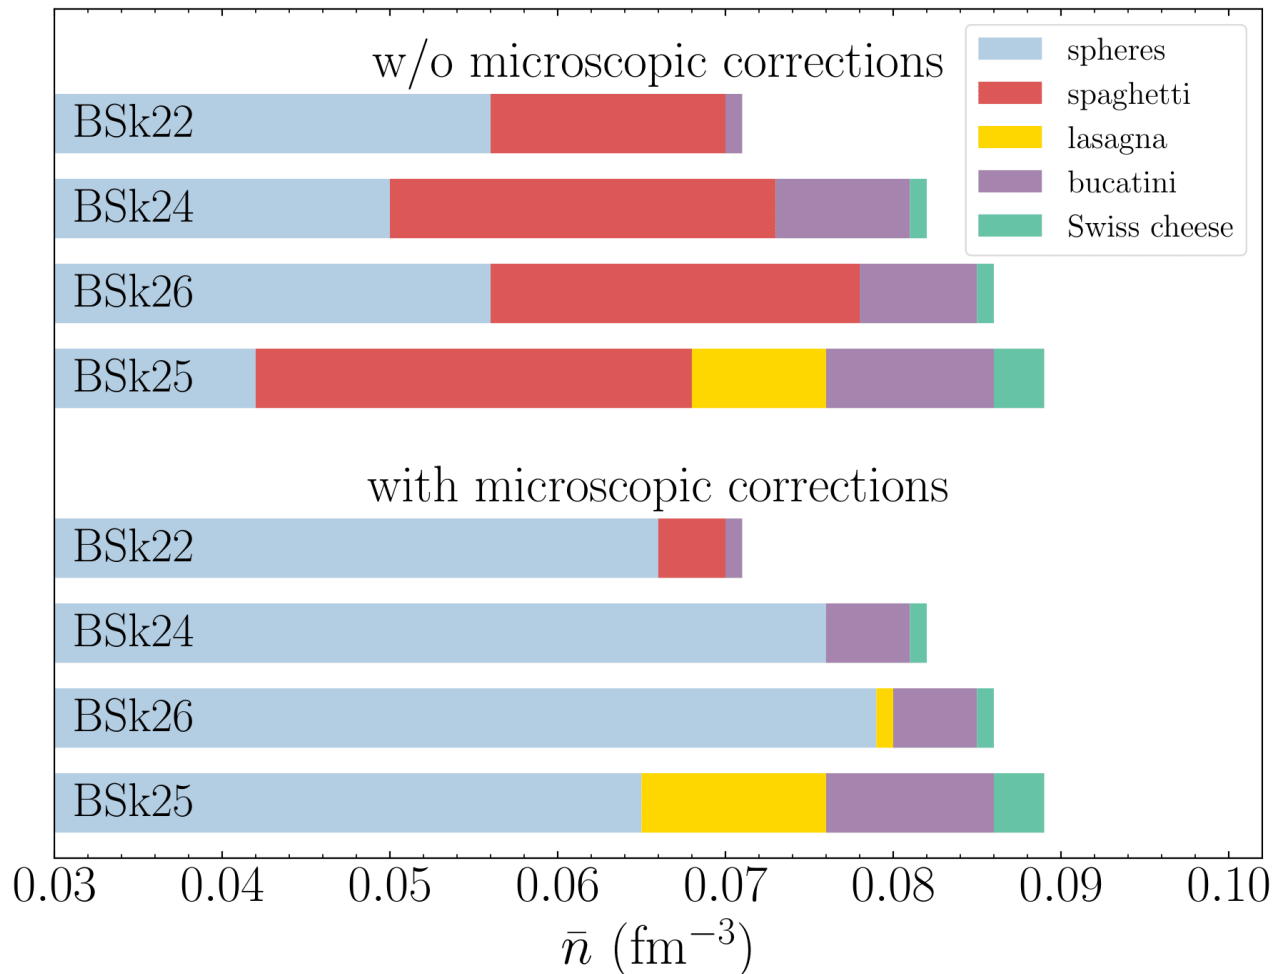 w/o microscopic corrections
BSk22
BSk24
BSk26
BSk25
spheres
spaghetti
lasagna
bucatini
Swiss cheese
with microscopic corrections
BSk22
BSk24
BSk26
BSk25
0.03 0.04 0.05 0.06 0.07 0.08 0.09 0.10
n̄ (fm⁻³)